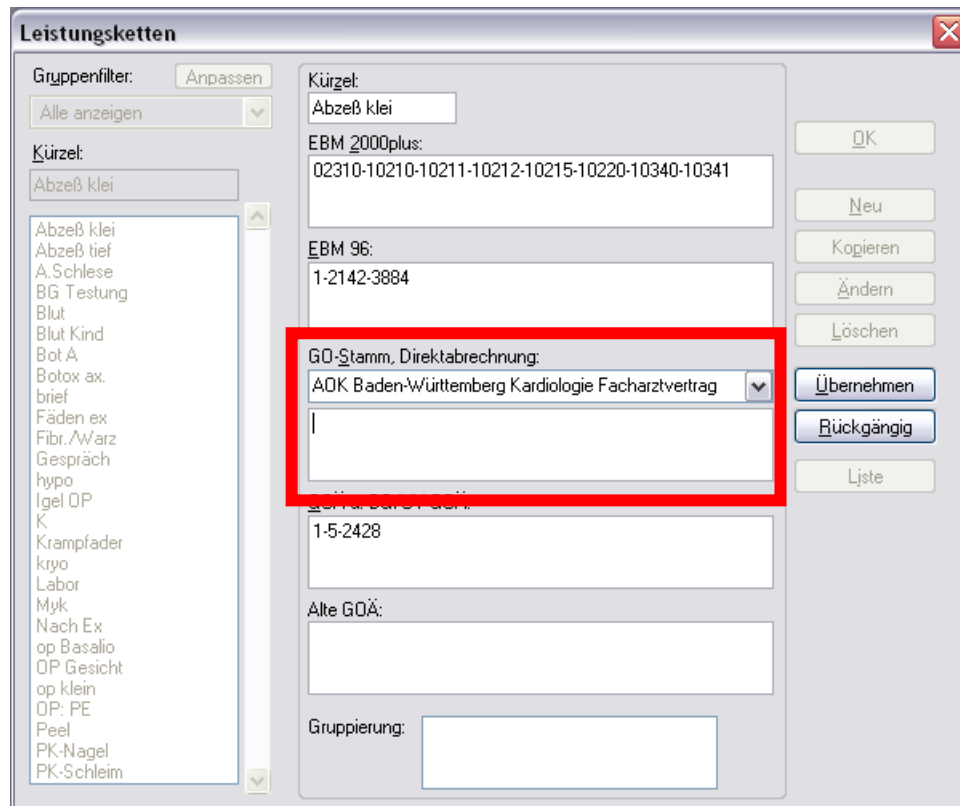 Leistungsketten
Gruppenfilter:
Anpassen
Alle anzeigen
Kürzel:
Abzeß klei
Abzeß klei
Abzeß tief
A.Schlese
BG Testung
Blut
Blut Kind
Bot A
Botox ax.
brief
Fäden ex
Fibr./Warz
Gespräch
hypo
Igel OP
K
Krampfader
kryo
Labor
Myk
Nach Ex
op Basalio
OP Gesicht
op klein
OP: PE
Peel
PK-Nagel
PK-Schleim
Kürzel:
Abzeß klei
EBM 2000plus:
02310-10210-10211-10212-10215-10220-10340-10341
EBM 96:
1-2142-3884
GO-Stamm, Direktabrechnung:
AOK Baden-Württemberg Kardiologie Facharztvertrag
1-5-2428
Alte GOÄ:
Gruppierung:
OK
Neu
Kopieren
Ändern
Löschen
Übernehmen
Rückgängig
Liste